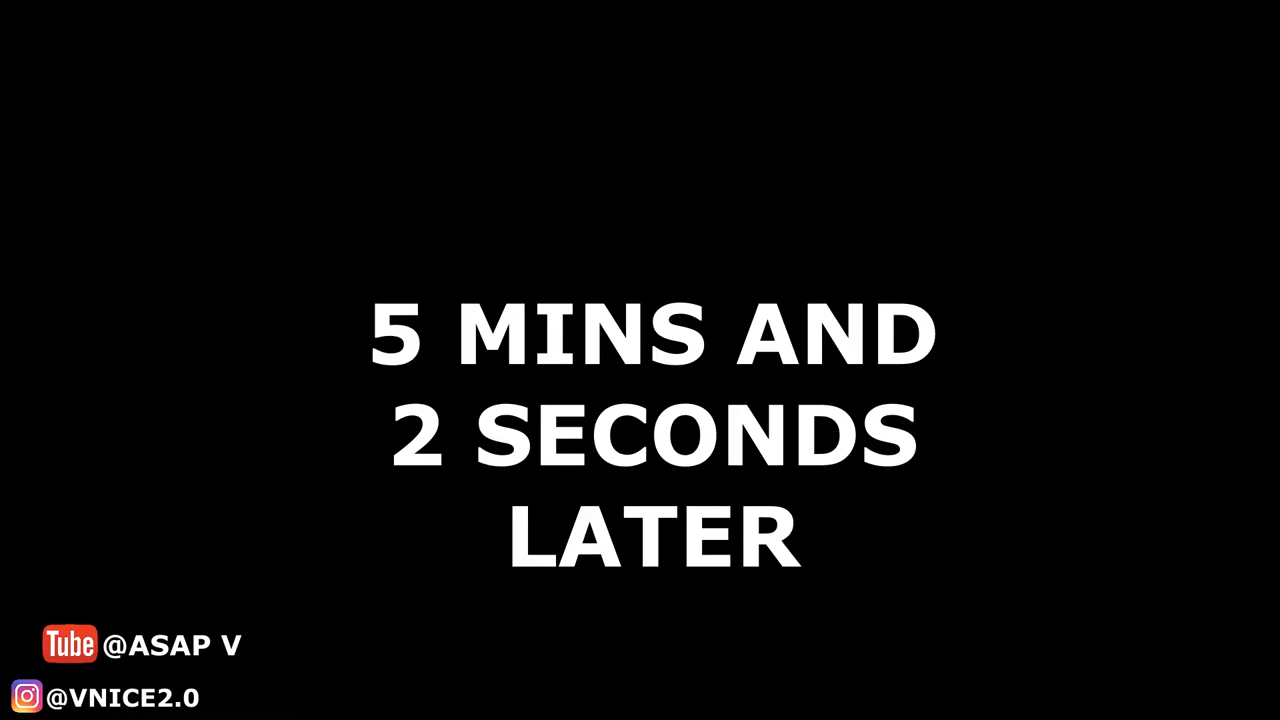 5 MINS AND
2 SECONDS
LATER
Tube @ASAP V
@VNICE2.0